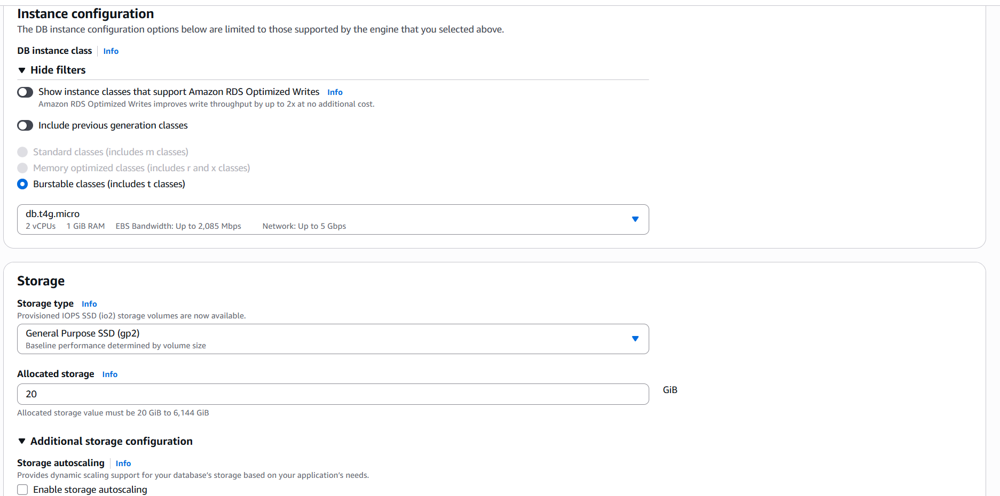 Instance configuration
The DB instance configuration options below are limited to those supported by the engine that you selected above.
DB instance class Info
Hide filters
Show instance classes that support Amazon RDS Optimized Writes Info
Amazon RDS Optimized Writes improves write throughput by up to 2x at no additional cost.
Include previous generation classes
Standard classes (includes m classes)
Memory optimized classes (includes r and x classes)
Burstable classes (includes t classes)
db.t4g.micro
2 vCPUs 1 GiB RAM EBS Bandwidth: Up to 2,085 Mbps Network: Up to 5 Gbps
Storage
Storage type Info
Provisioned IOPS SSD (io2) storage volumes are now available.
General Purpose SSD (gp2)
Baseline performance determined by volume size
Allocated storage Info
20 GiB
Allocated storage value must be 20 GiB to 6,144 GiB
Additional storage configuration
Storage autoscaling Info
Provides dynamic scaling support for your database's storage based on your application's needs.
Enable storage autoscaling